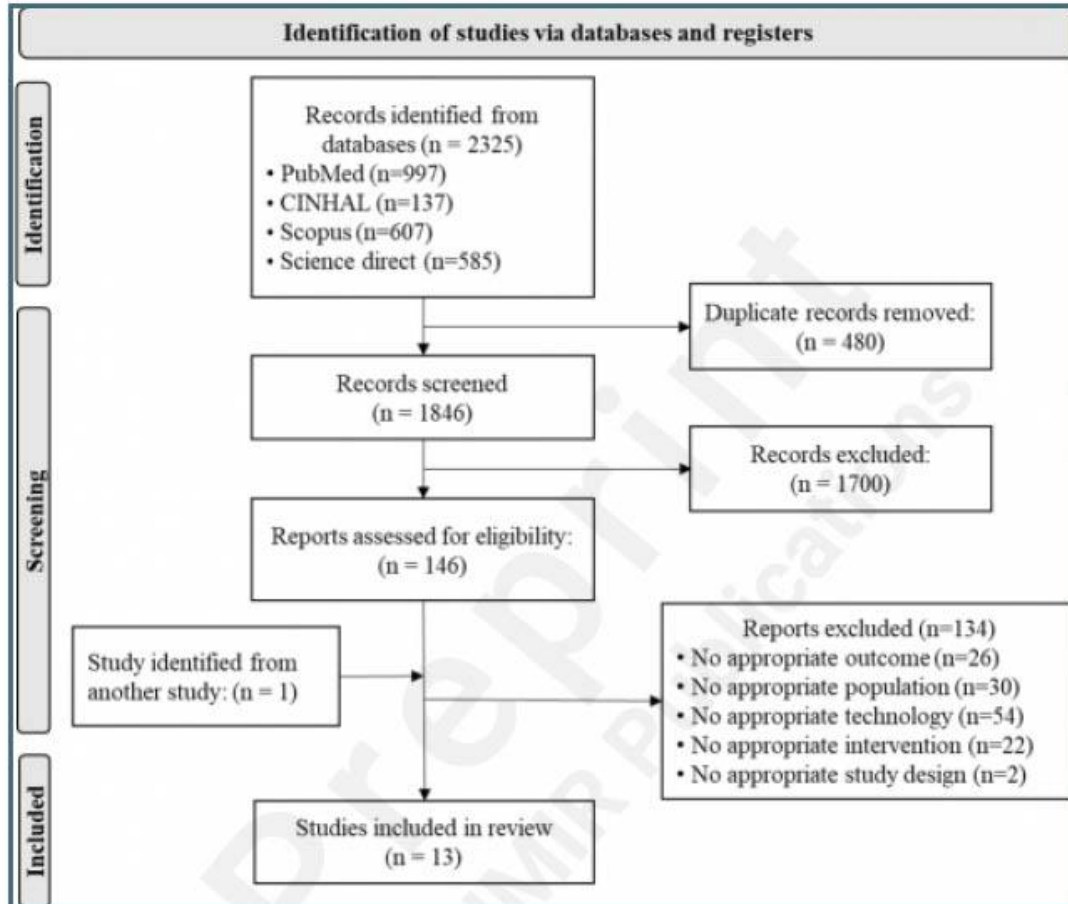 Identification of studies via databases and registers
Identification
Records identified from
databases (n = 2325)
• PubMed (n=997)
• CINHAL (n=137)
• Scopus (n=607)
• Science direct (n=585)
Duplicate records removed:
(n = 480)
Screening
Records screened
(n = 1846)
Records excluded:
(n = 1700)
Reports assessed for eligibility:
(n = 146)
Study identified from
another study: (n = 1)
Reports excluded (n=134)
• No appropriate outcome (n=26)
• No appropriate population (n=30)
• No appropriate technology (n=54)
• No appropriate intervention (n=22)
• No appropriate study design (n=2)
Included
Studies included in review
(n = 13)
Preprint
JMIR Publications